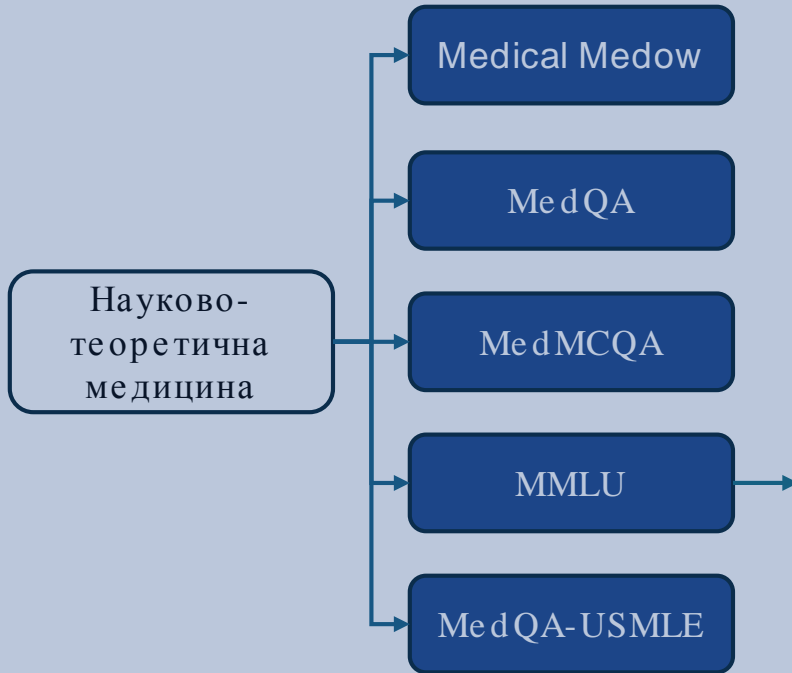 Medical Medow
MedQA
Науково-
теоретична
медицина
MedMCQA
MMLU
MedQA-USMLE